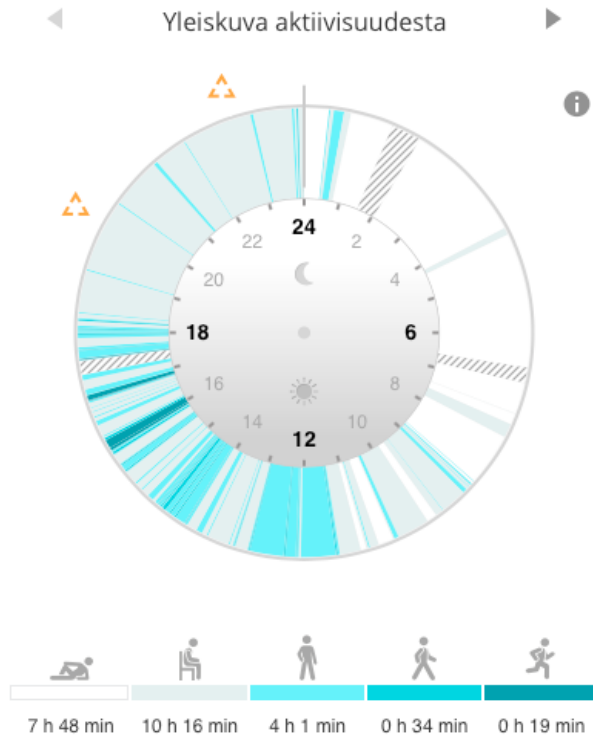 Yleiskuva aktiivisuudesta
i
24
22
2
20
4
18
6
16
8
14
10
12
7 h 48 min
10 h 16 min
4 h 1 min
0 h 34 min
0 h 19 min